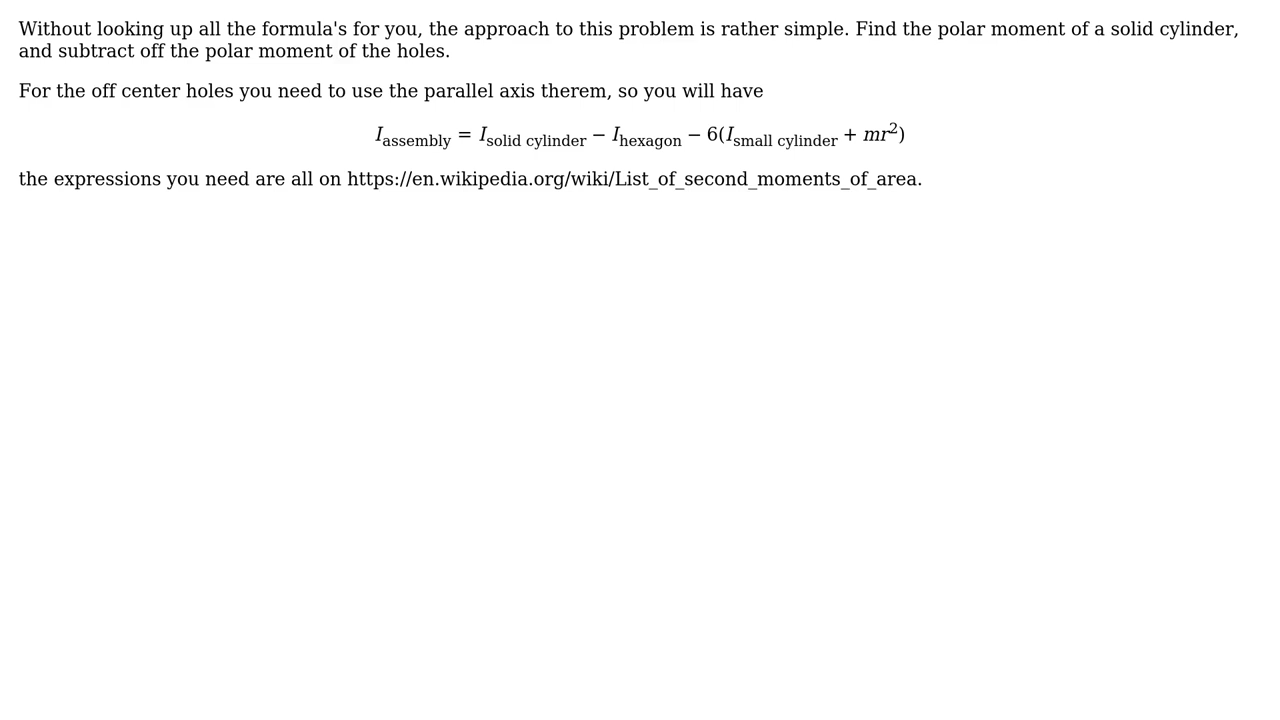 Without looking up all the formula's for you, the approach to this problem is rather simple. Find the polar moment of a solid cylinder,
and subtract off the polar moment of the holes.
For the off center holes you need to use the parallel axis therem, so you will have
I_assembly = I_solid cylinder − I_hexagon − 6(I_small cylinder + mr²)
the expressions you need are all on https://en.wikipedia.org/wiki/List_of_second_moments_of_area.